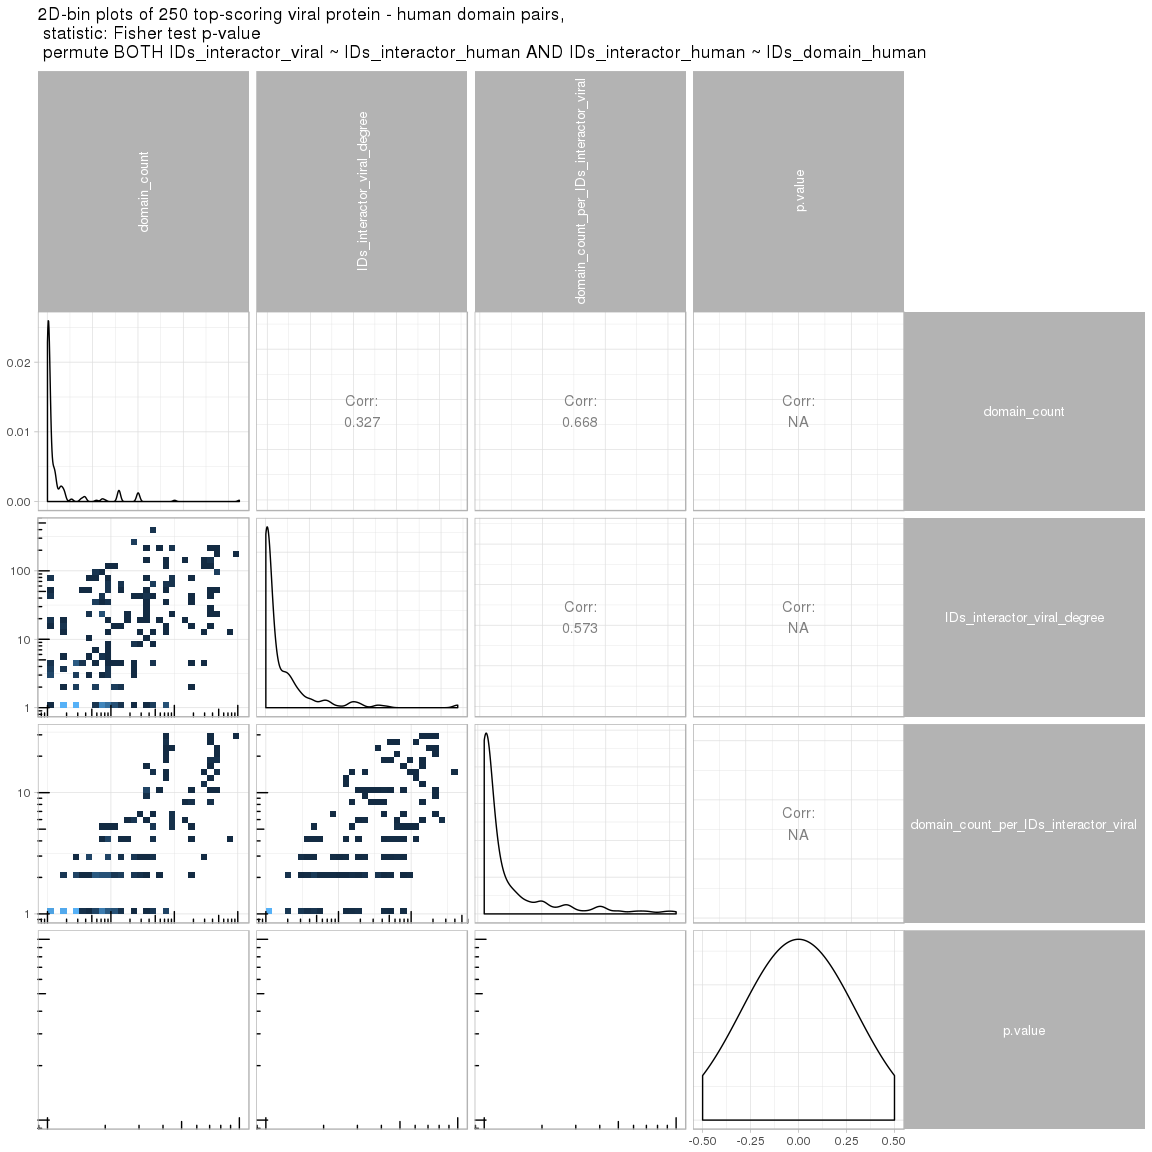 2D-bin plots of 250 top-scoring viral protein - human domain pairs,
statistic: Fisher test p-value
permute BOTH IDs_interactor_viral ~ IDs_interactor_human AND IDs_interactor_human ~ IDs_domain_human
domain_count
IDs_interactor_viral_degree
domain_count_per_IDs_interactor_viral
p.value
0.02
0.01
0.00
Corr:
0.327
Corr:
0.668
Corr:
NA
domain_count
100
10
1
Corr:
0.573
Corr:
NA
IDs_interactor_viral_degree
10
1
Corr:
NA
domain_count_per_IDs_interactor_viral
p.value
-0.50 -0.25 0.00 0.25 0.50